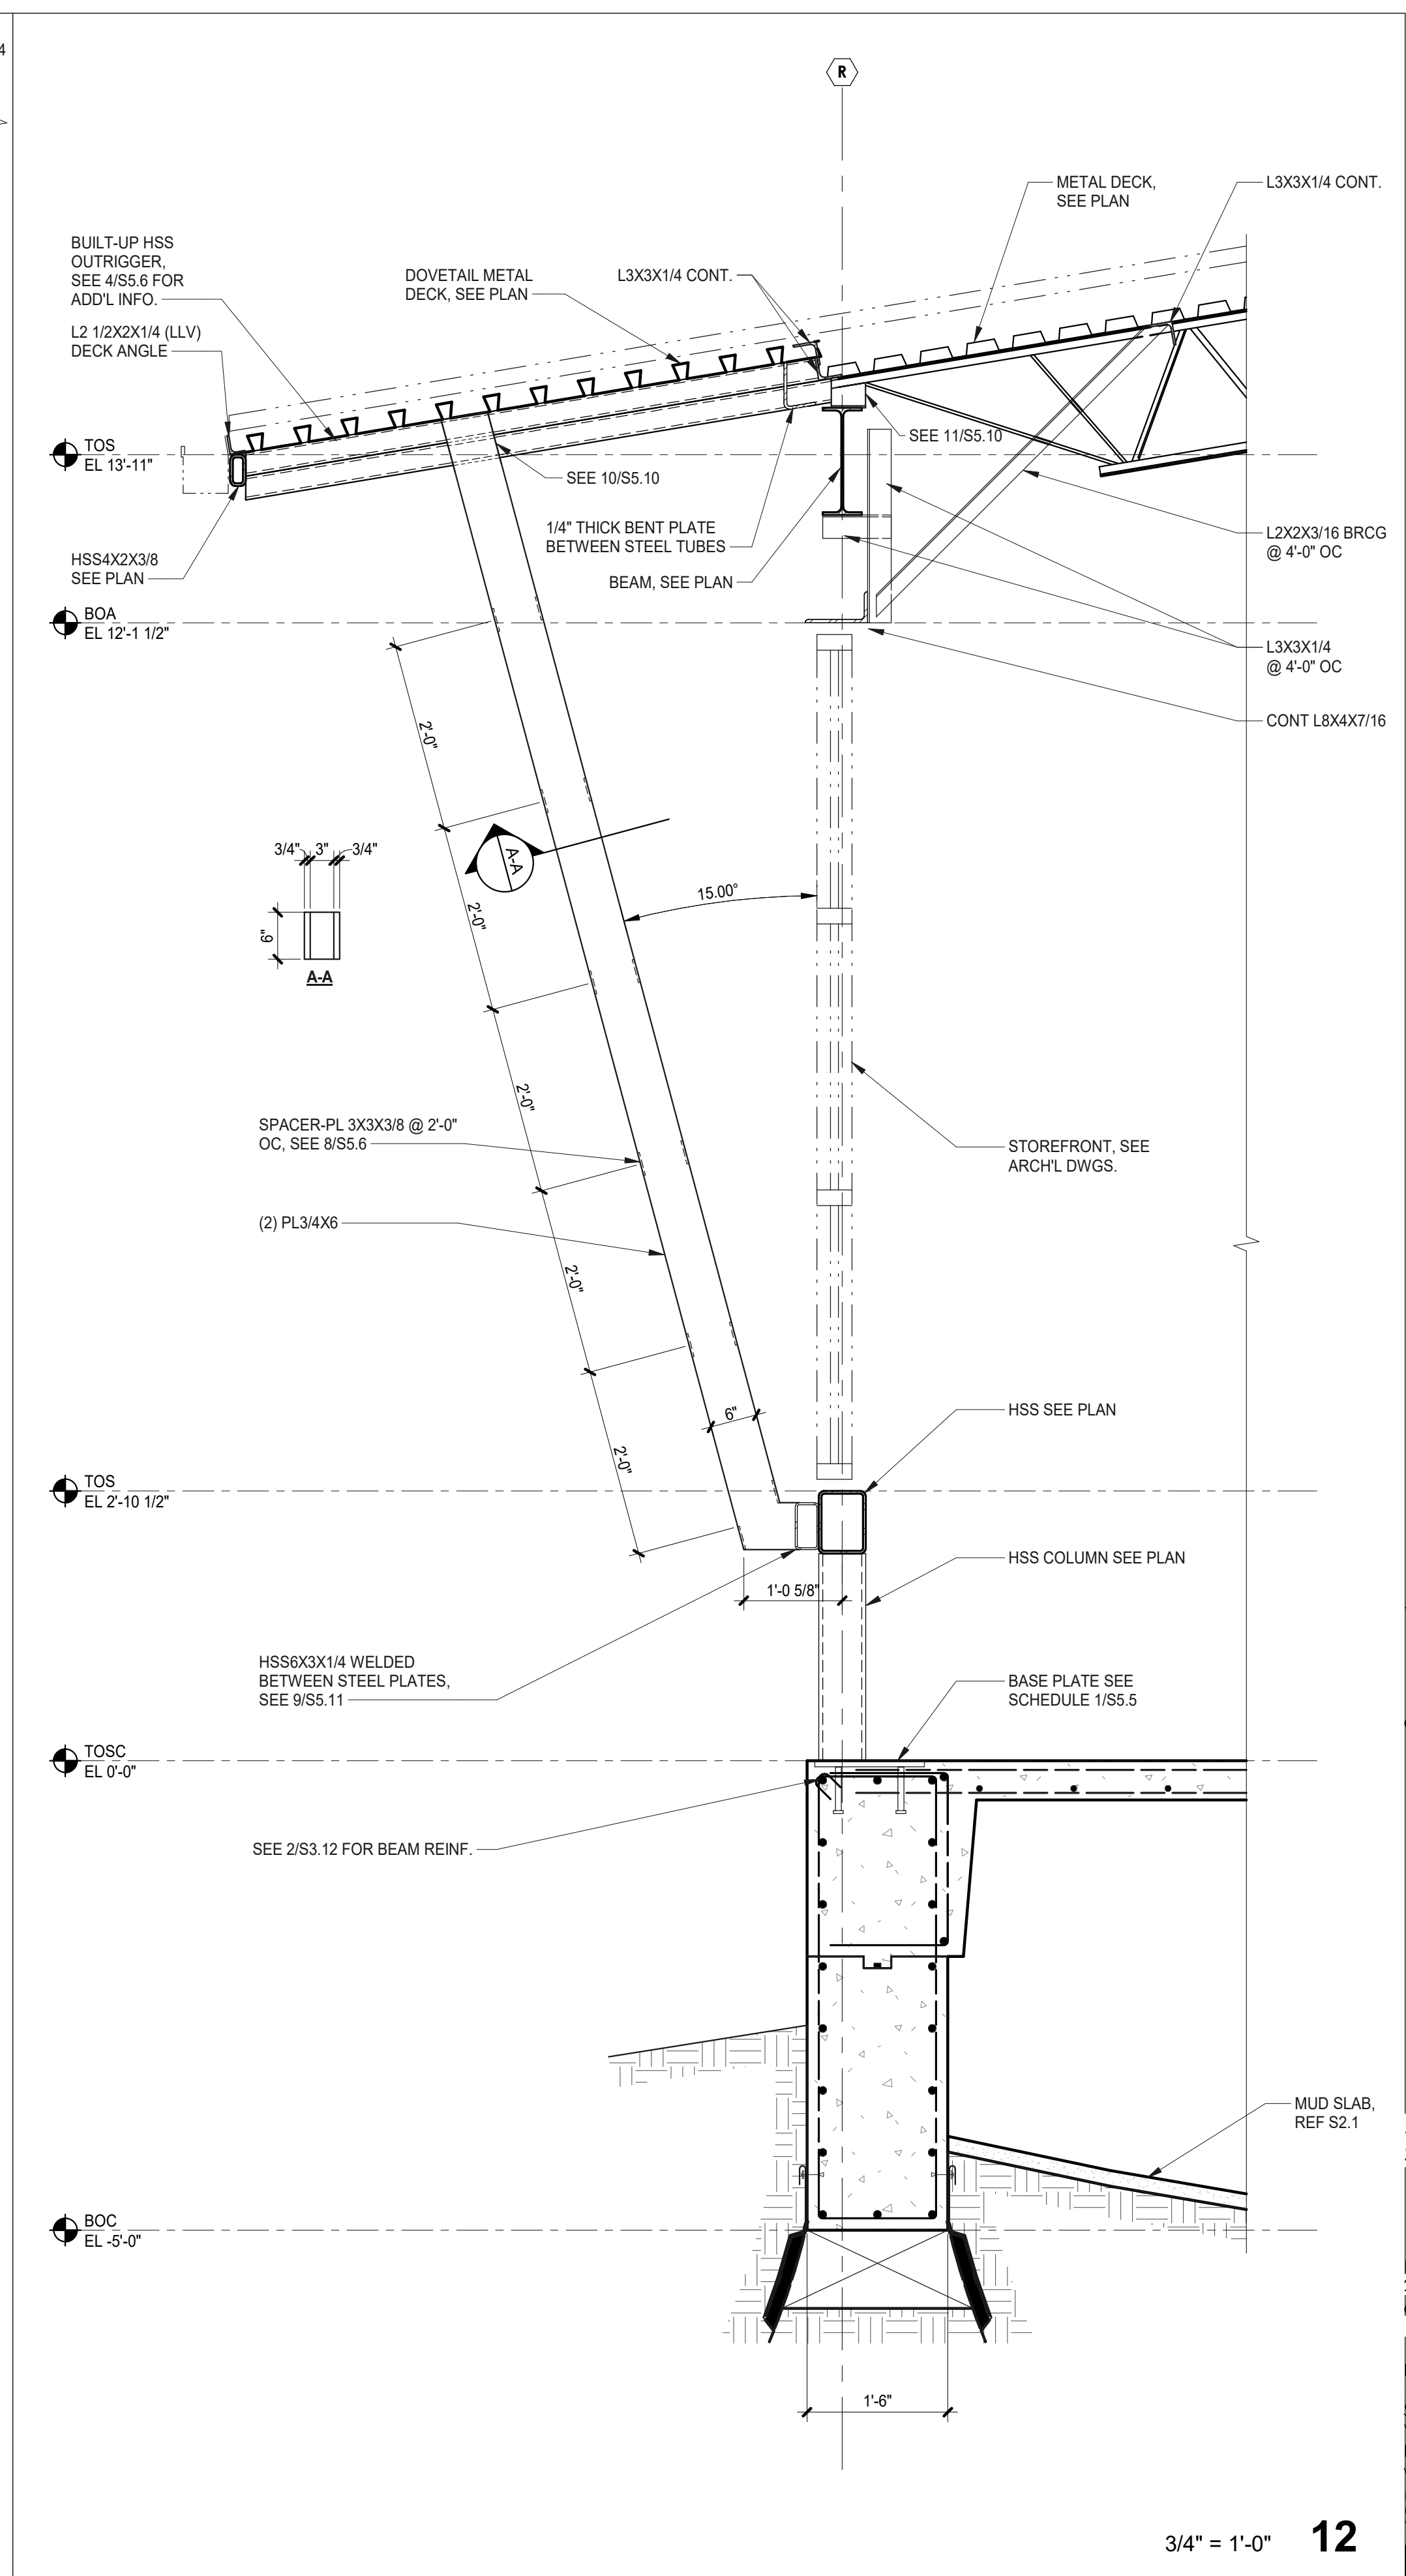 4
R
METAL DECK,
SEE PLAN
L3X3X1/4 CONT.
BUILT-UP HSS
OUTRIGGER,
SEE 4/S5.6 FOR
ADD'L INFO.
DOVETAIL METAL
DECK, SEE PLAN
L3X3X1/4 CONT.
L2 1/2X2X1/4 (LLV)
DECK ANGLE
TOS
EL 13'-11"
SEE 11/S5.10
SEE 10/S5.10
1/4" THICK BENT PLATE
BETWEEN STEEL TUBES
L2X2X3/16 BRCG
@ 4'-0" OC
HSS4X2X3/8
SEE PLAN
BEAM, SEE PLAN
BOA
EL 12'-1 1/2"
L3X3X1/4
@ 4'-0" OC
CONT L8X4X7/16
2'-0"
3/4"
3"
3/4"
A-A
15.00°
2'-0"
6"
A-A
2'-0"
SPACER-PL 3X3X3/8 @ 2'-0"
OC, SEE 8/S5.6
STOREFRONT, SEE
ARCH'L DWGS.
(2) PL3/4X6
2'-0"
6"
HSS SEE PLAN
2'-0"
TOS
EL 2'-10 1/2"
HSS COLUMN SEE PLAN
1'-0 5/8"
HSS6X3X1/4 WELDED
BETWEEN STEEL PLATES,
SEE 9/S5.11
BASE PLATE SEE
SCHEDULE 1/S5.5
TOSC
EL 0'-0"
SEE 2/S3.12 FOR BEAM REINF.
MUD SLAB,
REF S2.1
BOC
EL -5'-0"
1'-6"
3/4" = 1'-0"
12